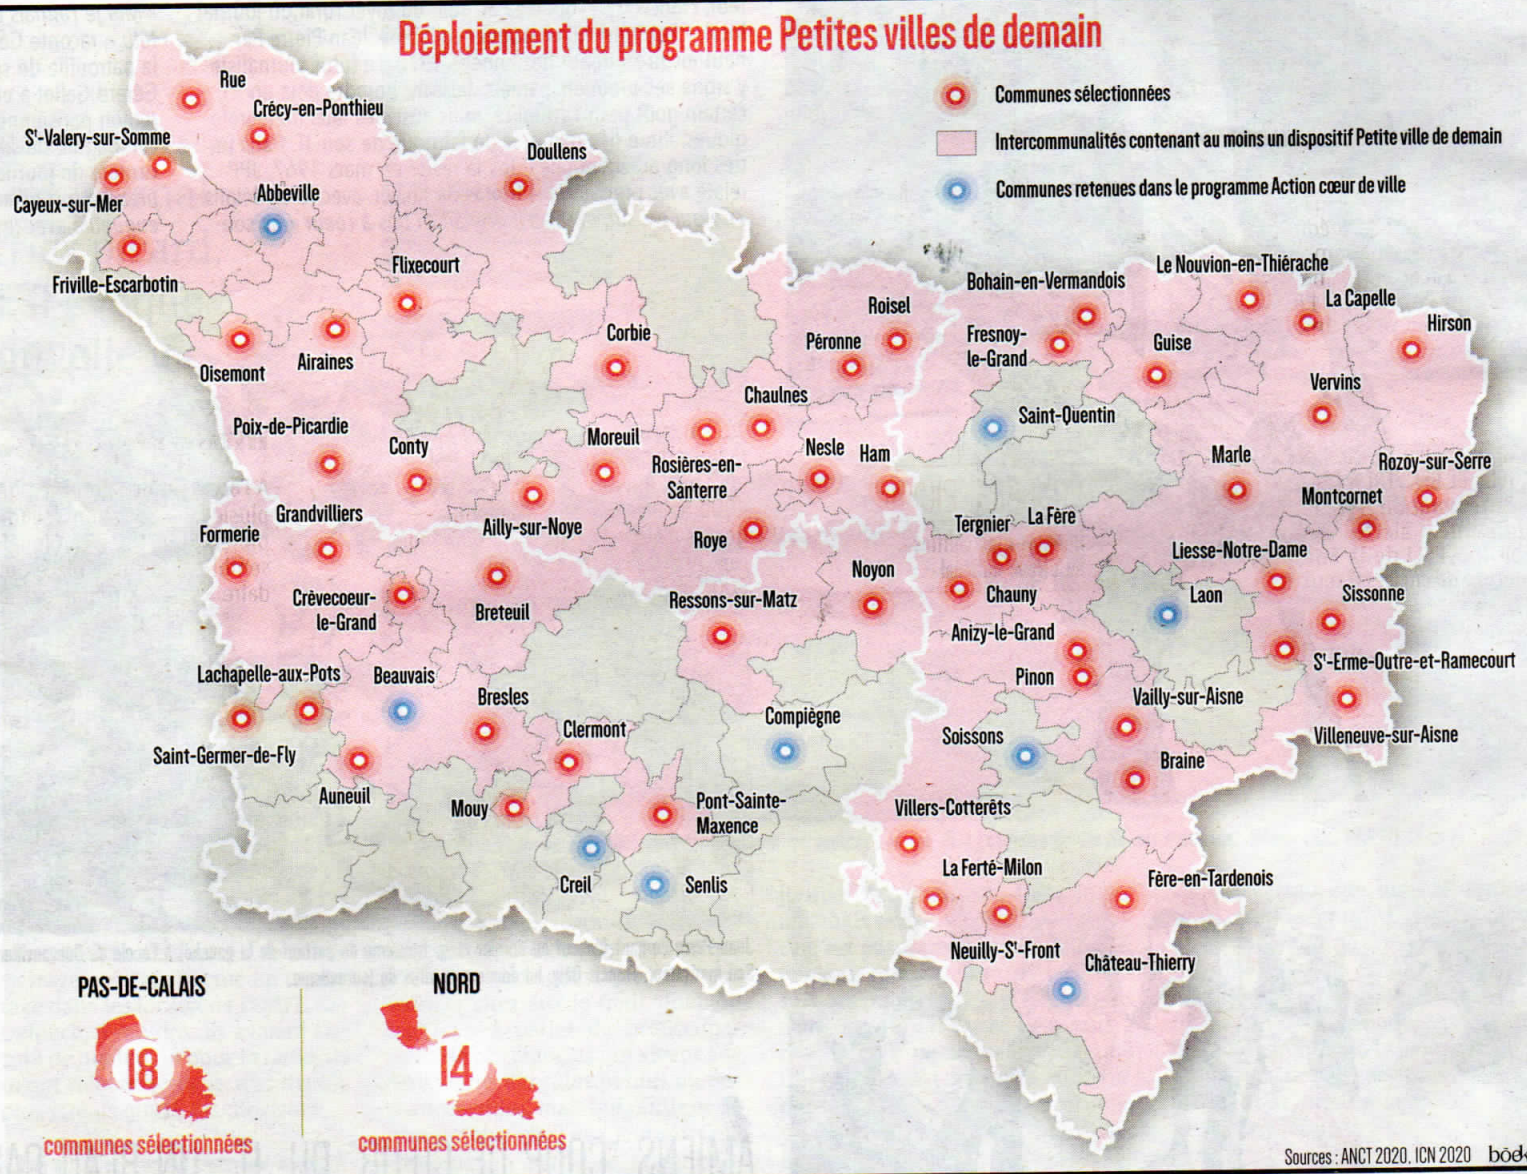 Déploiement du programme Petites villes de demain
Communes sélectionnées
Intercommunalités contenant au moins un dispositif Petite ville de demain
Communes retenues dans le programme Action cœur de ville
Rue
Crécy-en-Ponthieu
Sᵗ-Valery-sur-Somme
Doullens
Cayeux-sur-Mer
Abbeville
Friville-Escarbotin
Flixecourt
Oisemont
Airaines
Corbie
Roisel
Péronne
Bohain-en-Vermandois
Fresnoy-
le-Grand
Le Nouvion-en-Thiérache
La Capelle
Hirson
Guise
Vervins
Chaulnes
Saint-Quentin
Poix-de-Picardie
Conty
Moreuil
Rosières-en-
Santerre
Nesle
Ham
Marle
Rozoy-sur-Serre
Montcornet
Grandvilliers
Formerie
Ailly-sur-Noye
Roye
Tergnier
La Fère
Liesse-Notre-Dame
Crèvecoeur-
le-Grand
Breteuil
Ressons-sur-Matz
Noyon
Chauny
Laon
Sissonne
Anizy-le-Grand
Pinon
Sᵗ-Erme-Outre-et-Ramecourt
Lachapelle-aux-Pots
Beauvais
Bresles
Clermont
Compiègne
Soissons
Vailly-sur-Aisne
Villeneuve-sur-Aisne
Saint-Germer-de-Fly
Auneuil
Mouy
Pont-Sainte-
Maxence
Braine
Villers-Cotterêts
Creil
Senlis
La Ferté-Milon
Fère-en-Tardenois
Neuilly-Sᵗ-Front
Château-Thierry
PAS-DE-CALAIS
18
communes sélectionnées
NORD
14
communes sélectionnées
Sources : ANCT 2020, ICN 2020